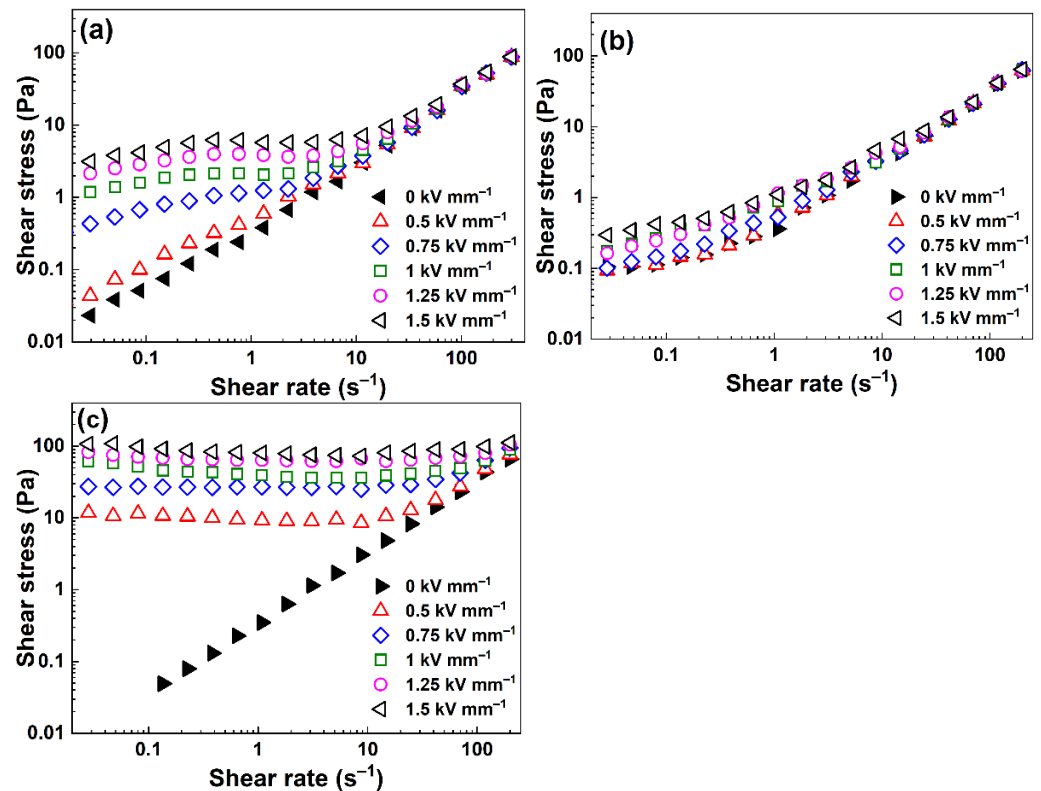 (a)
Shear stress (Pa)
100
10
1
0.1
0.01
0 kV mm⁻¹
0.5 kV mm⁻¹
0.75 kV mm⁻¹
1 kV mm⁻¹
1.25 kV mm⁻¹
1.5 kV mm⁻¹
0.1 1 10 100
Shear rate (s⁻¹)
(b)
Shear stress (Pa)
100
10
1
0.1
0.01
0 kV mm⁻¹
0.5 kV mm⁻¹
0.75 kV mm⁻¹
1 kV mm⁻¹
1.25 kV mm⁻¹
1.5 kV mm⁻¹
0.1 1 10 100
Shear rate (s⁻¹)
(c)
Shear stress (Pa)
100
10
1
0.1
0.01
0 kV mm⁻¹
0.5 kV mm⁻¹
0.75 kV mm⁻¹
1 kV mm⁻¹
1.25 kV mm⁻¹
1.5 kV mm⁻¹
0.1 1 10 100
Shear rate (s⁻¹)